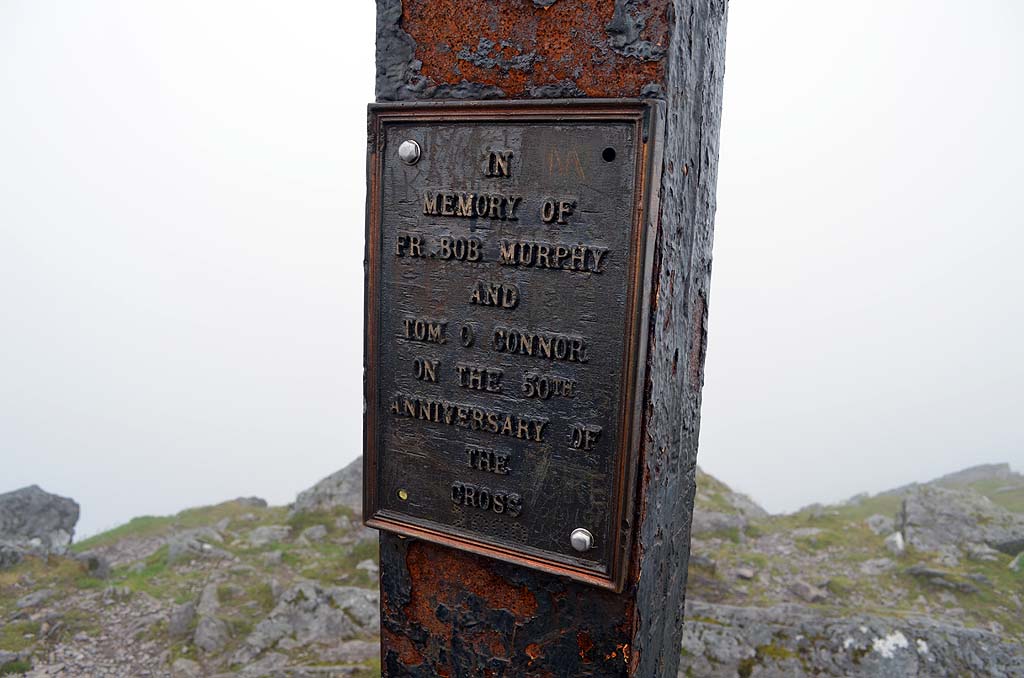 IN
MEMORY OF
FR. BOB MURPHY
AND
TOM O CONNOR
ON THE 50TH
ANNIVERSARY OF
THE
CROSS